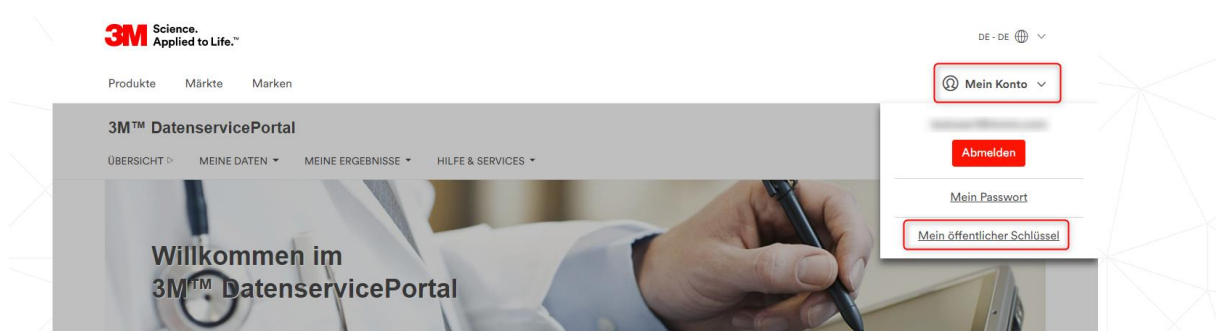 3M Science.
Applied to Life.™
DE - DE
Produkte Märkte Marken
Mein Konto
3M™ DatenservicePortal
ÜBERSICHT MEINE DATEN MEINE ERGEBNISSE HILFE & SERVICES
Abmelden
Mein Passwort
Mein öffentlicher Schlüssel
Willkommen im
3M™ DatenservicePortal